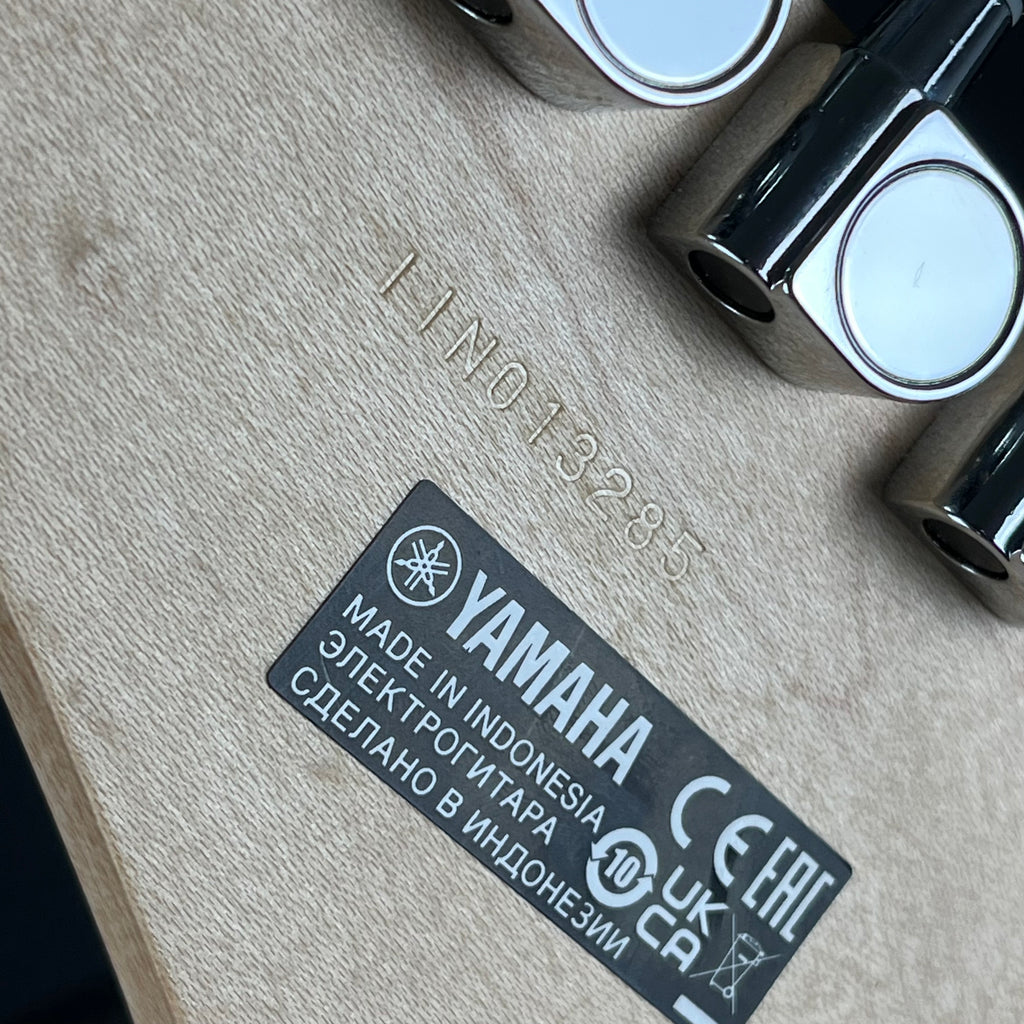 IIN013285
YAMAHA
MADE IN INDONESIA
ЭЛЕКТРОГИТАРА
СДЕЛАНО В ИНДОНЕЗИИ
CE EAC
10
UK
CA